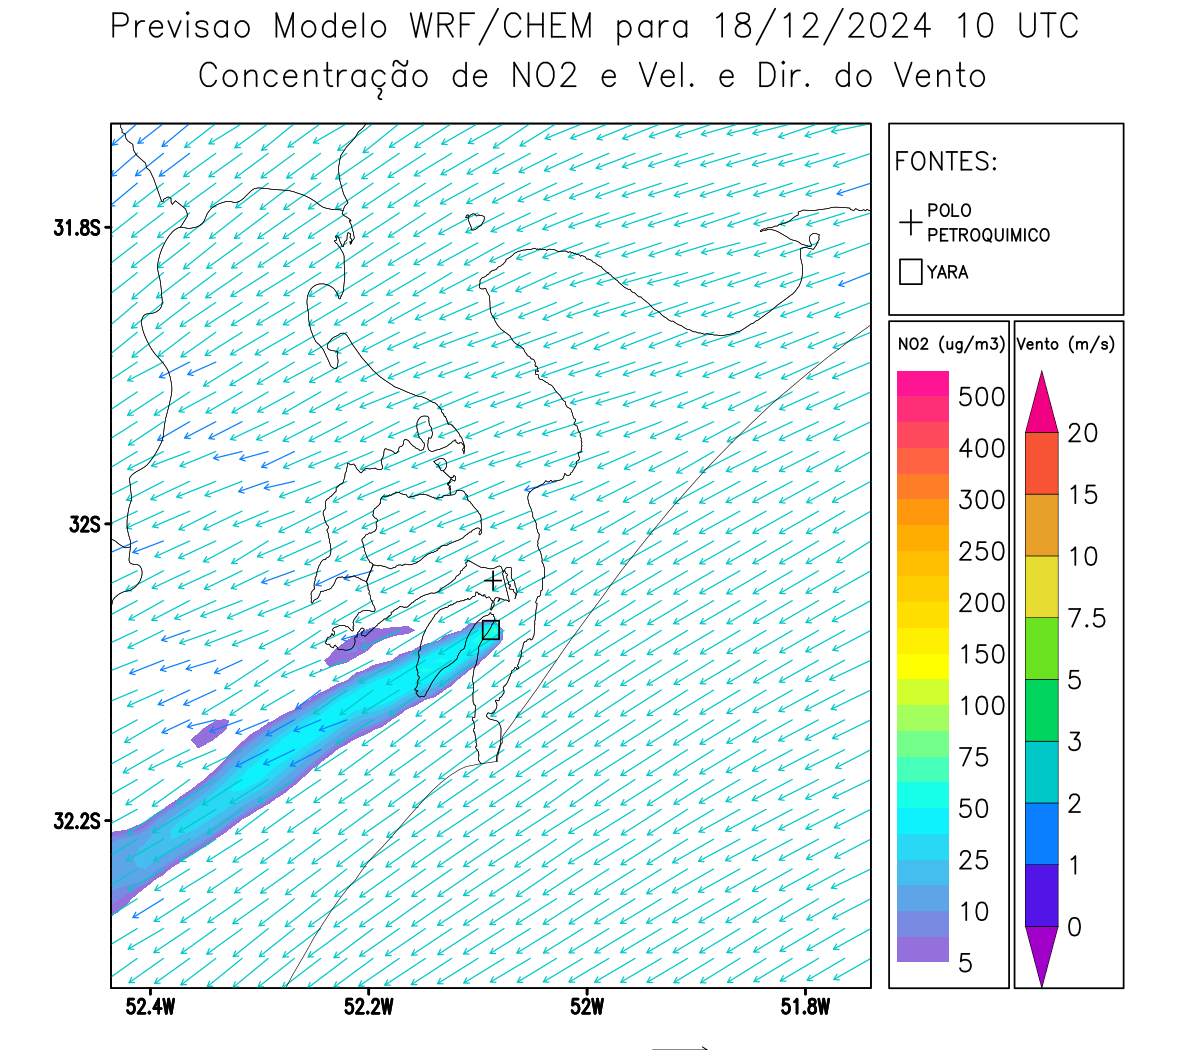 Previsao Modelo WRF/CHEM para 18/12/2024 10 UTC
Concentração de NO2 e Vel. e Dir. do Vento
FONTES:
POLO
PETROQUIMICO
YARA
NO2 (ug/m3)
500
400
300
250
200
150
100
75
50
25
10
5
Vento (m/s)
20
15
10
7.5
5
3
2
1
0
31.8S
32S
32.2S
52.4W
52.2W
52W
51.8W